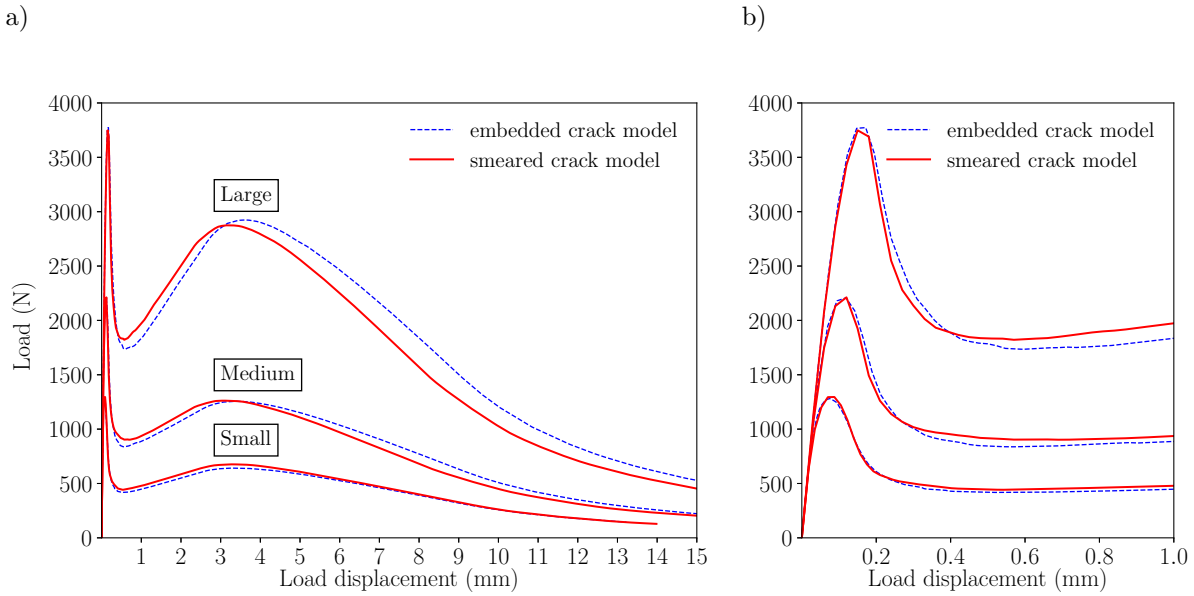 a)
b)
4000
3500
3000
2500
2000
1500
1000
500
0
Load (N)
embedded crack model
smeared crack model
Large
Medium
Small
1 2 3 4 5 6 7 8 9 10 11 12 13 14 15
Load displacement (mm)
4000
3500
3000
2500
2000
1500
1000
500
0
embedded crack model
smeared crack model
0.2 0.4 0.6 0.8 1.0
Load displacement (mm)